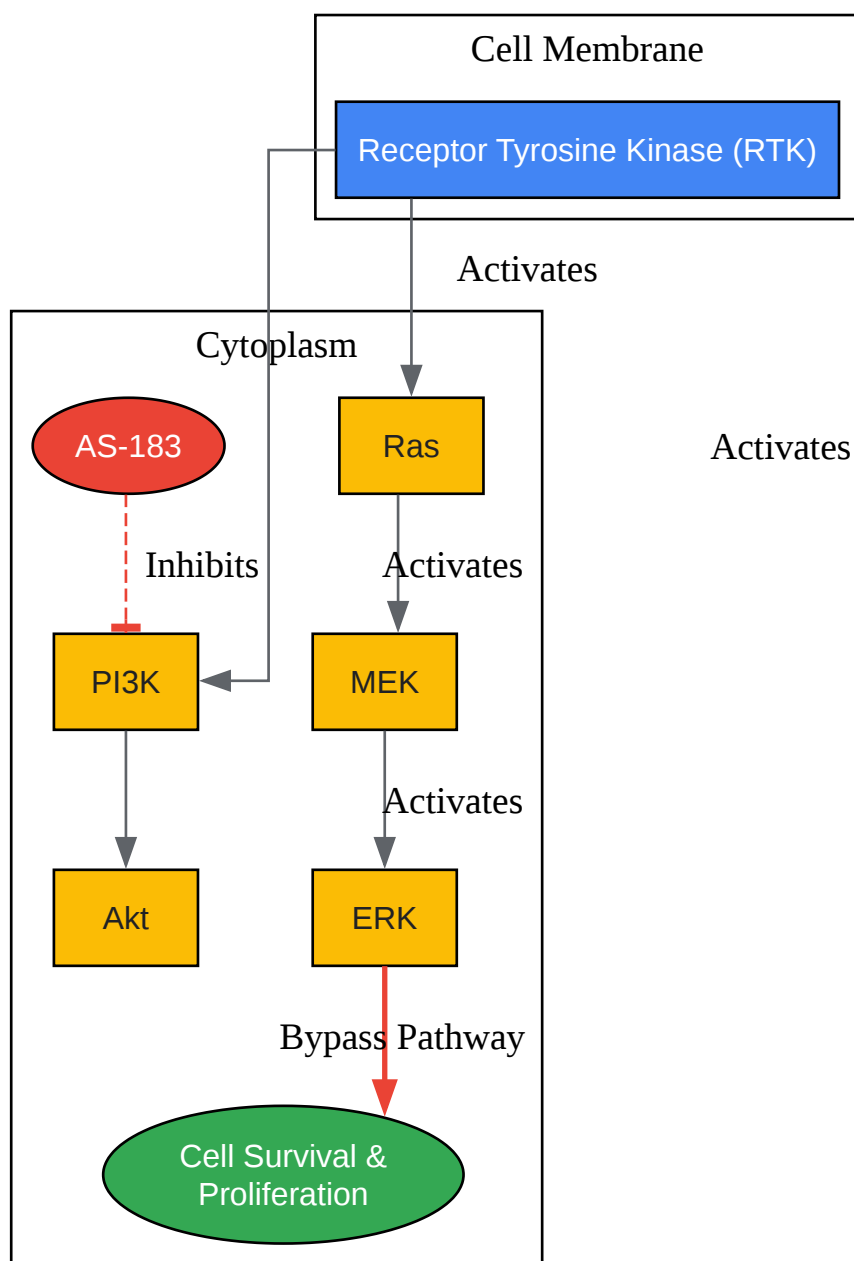 Cell Membrane
Receptor Tyrosine Kinase (RTK)
Activates
Cytoplasm
AS-183
Ras
Activates
Inhibits
Activates
PI3K
MEK
Activates
Akt
ERK
Bypass Pathway
Cell Survival &
Proliferation